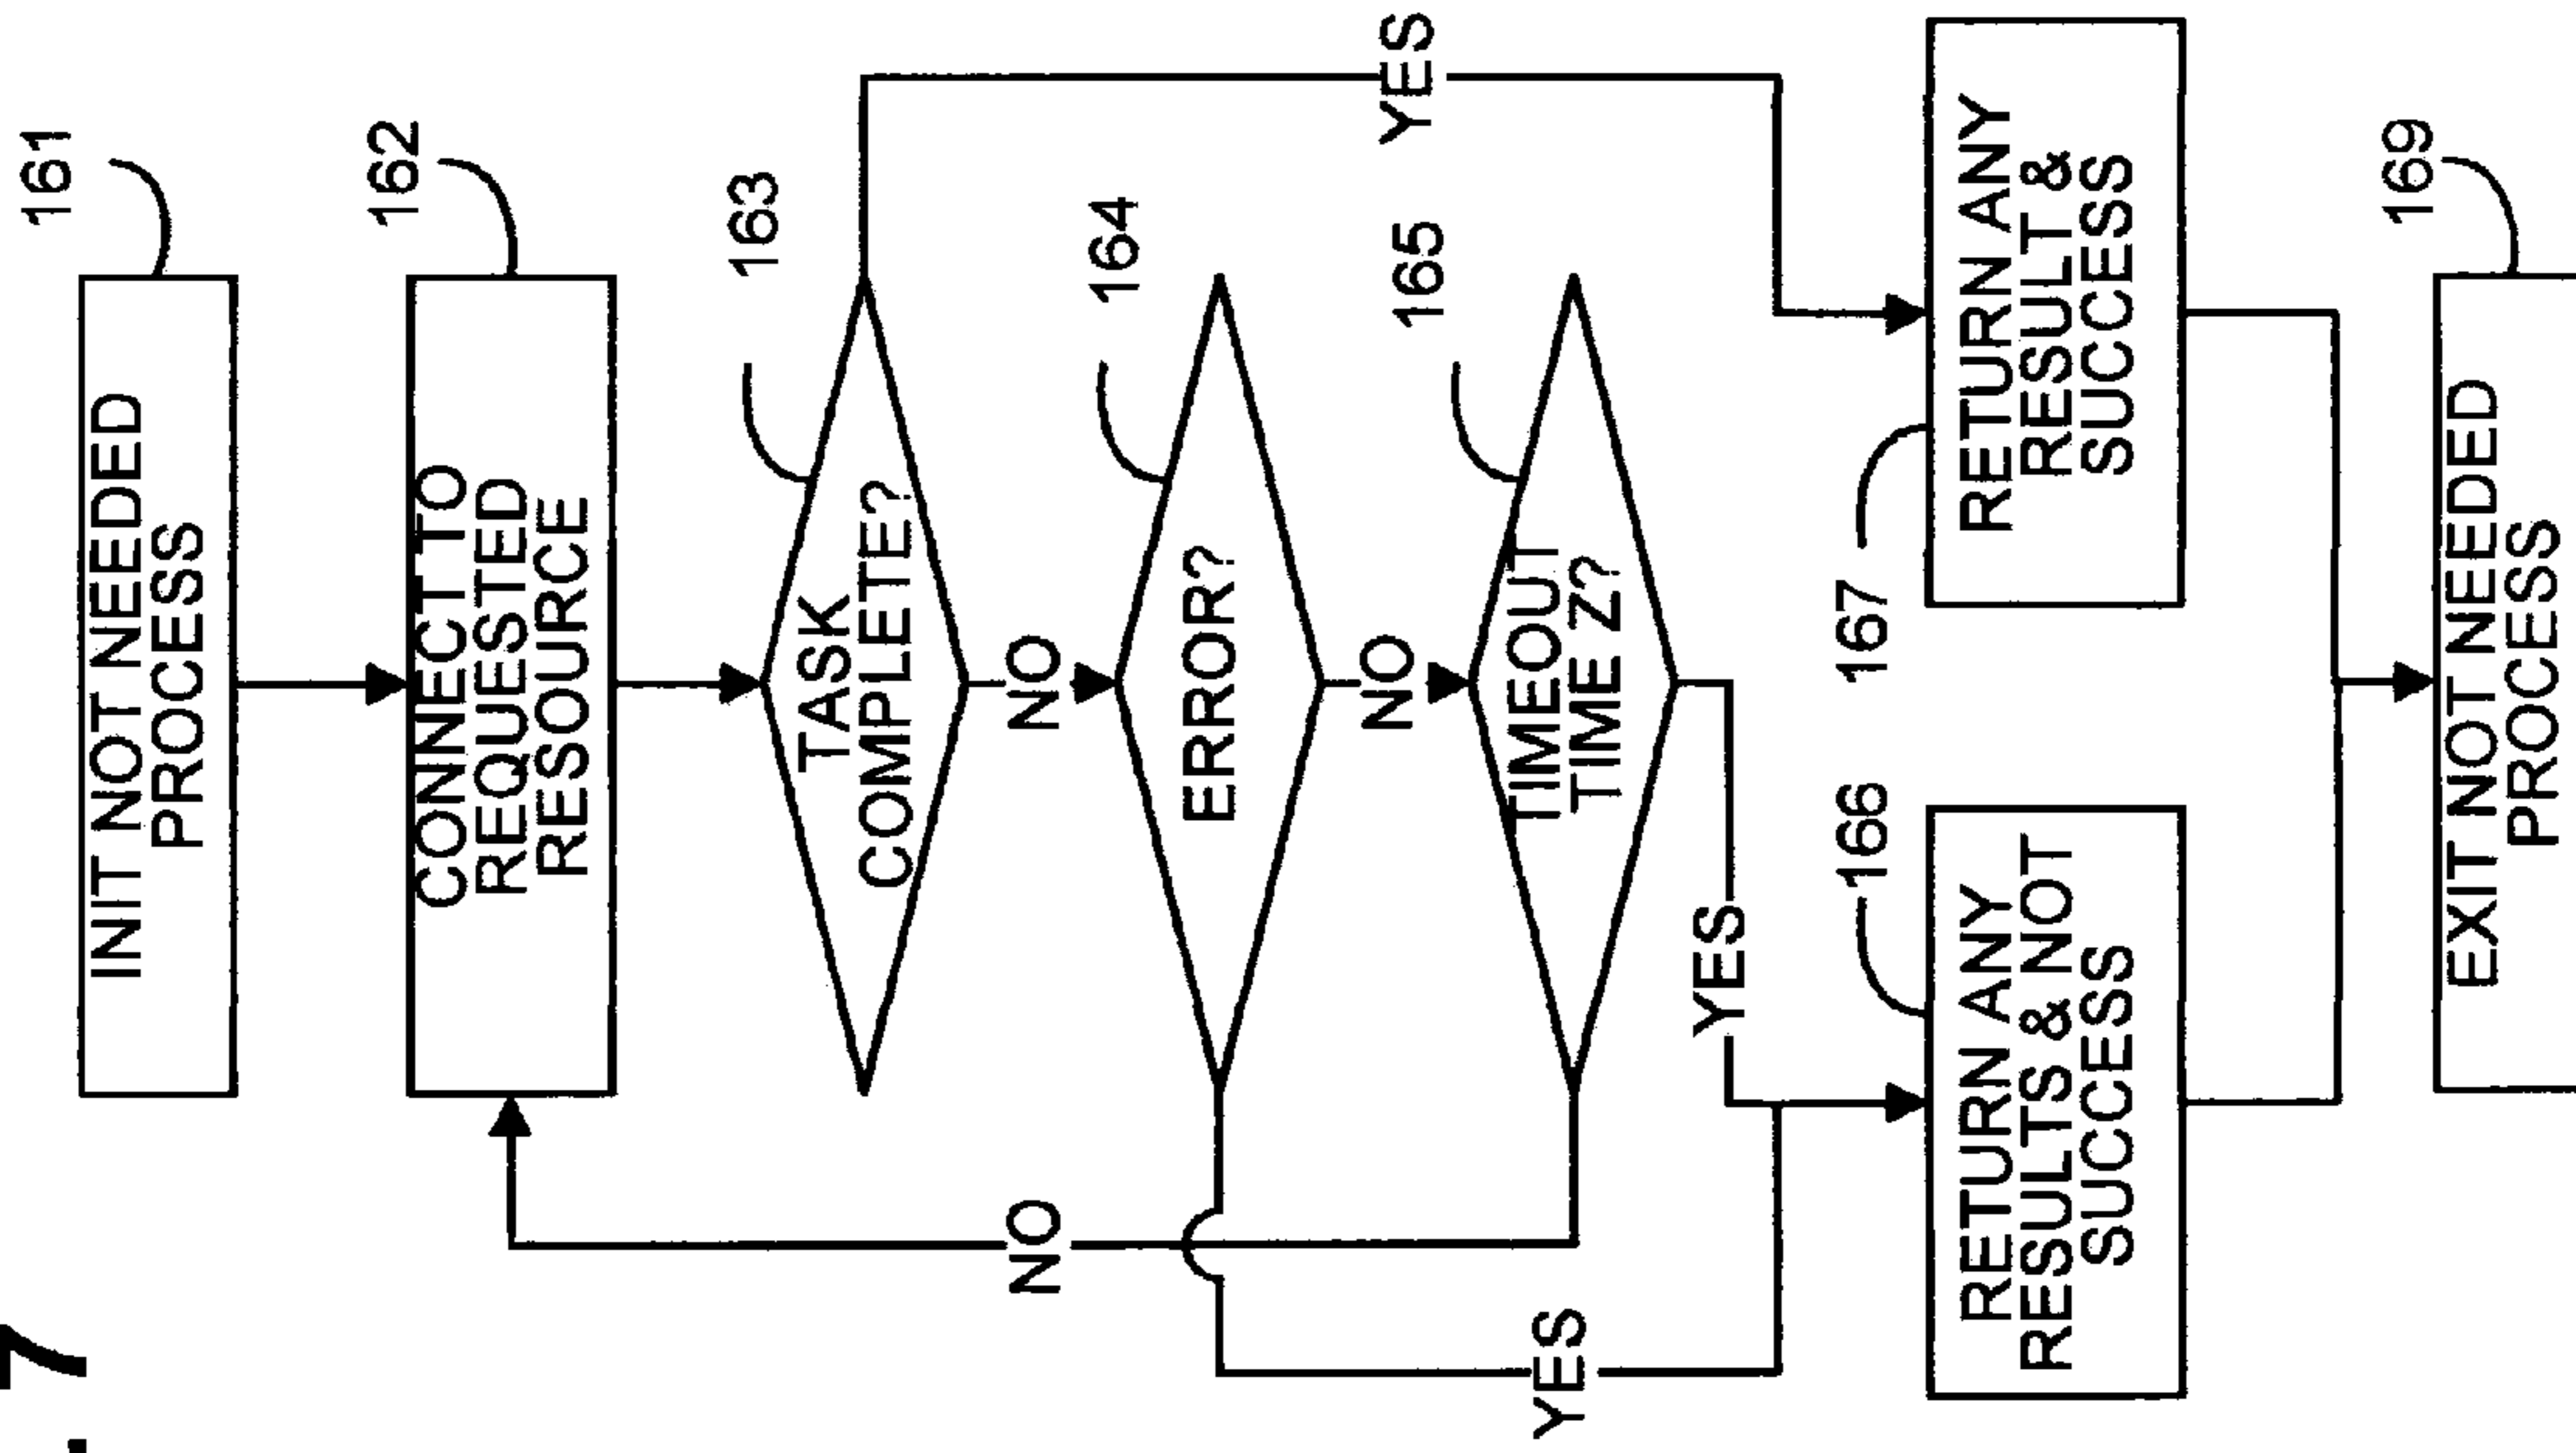 . 7
INIT NOT NEEDED
PROCESS
161
CONNECT TO
REQUESTED
RESOURCE
162
TASK
COMPLETE?
163
NO
YES
ERROR?
164
NO
YES
TIMEOUT
TIME Z?
165
NO
YES
RETURN ANY
RESULTS & NOT
SUCCESS
166
RETURN ANY
RESULT &
SUCCESS
167
EXIT NOT NEEDED
PROCESS
169